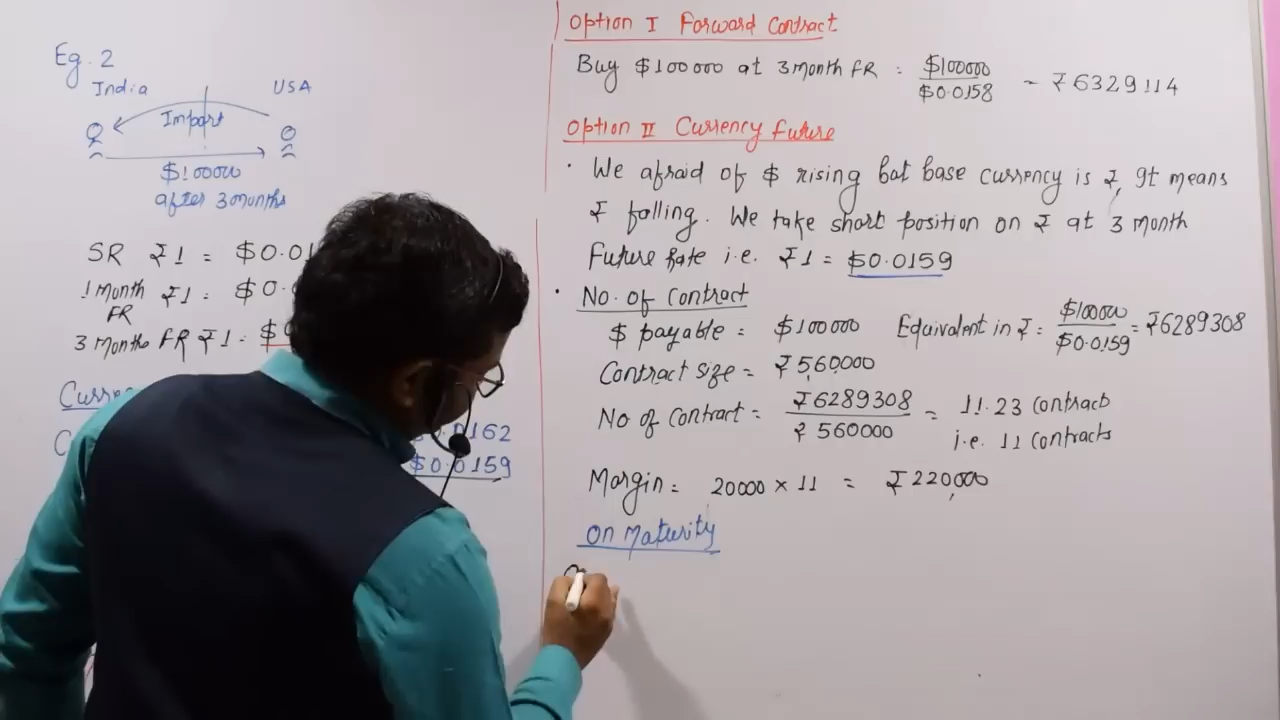 Eg. 2
India USA
Import
$100000
after 3 months
SR ₹1 = $0.01
1 Month FR ₹1 = $0.
3 Months FR ₹1 = $
0.0162
$0.0159
Option I Forward Contract
Buy $100000 at 3 month FR = $100000 / $0.0158 = ₹6329114
Option II Currency Future
· We afraid of $ rising but base currency is ₹, It means
₹ falling. We take short position on ₹ at 3 month
Future Rate i.e. ₹1 = $0.0159
· No. of Contract
$ payable = $100000 Equivalent in ₹ = $100000 / $0.0159 = ₹6289308
Contract size = ₹5,60,000
No of Contract = ₹6289308 / ₹560000 = 11.23 contracts
i.e. 11 Contracts
Margin = 20000 × 11 = ₹220,000
On Maturity